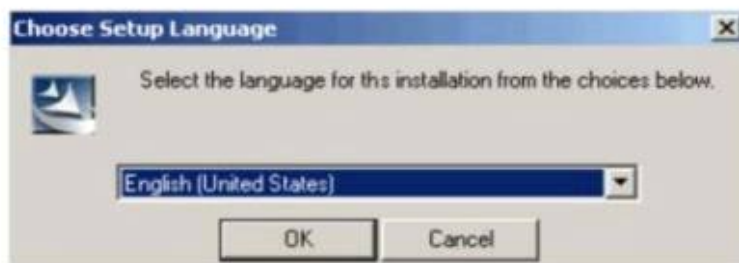 Choose Setup Language
Select the language for ths installation from the choices below.
English (United States)
OK Cancel